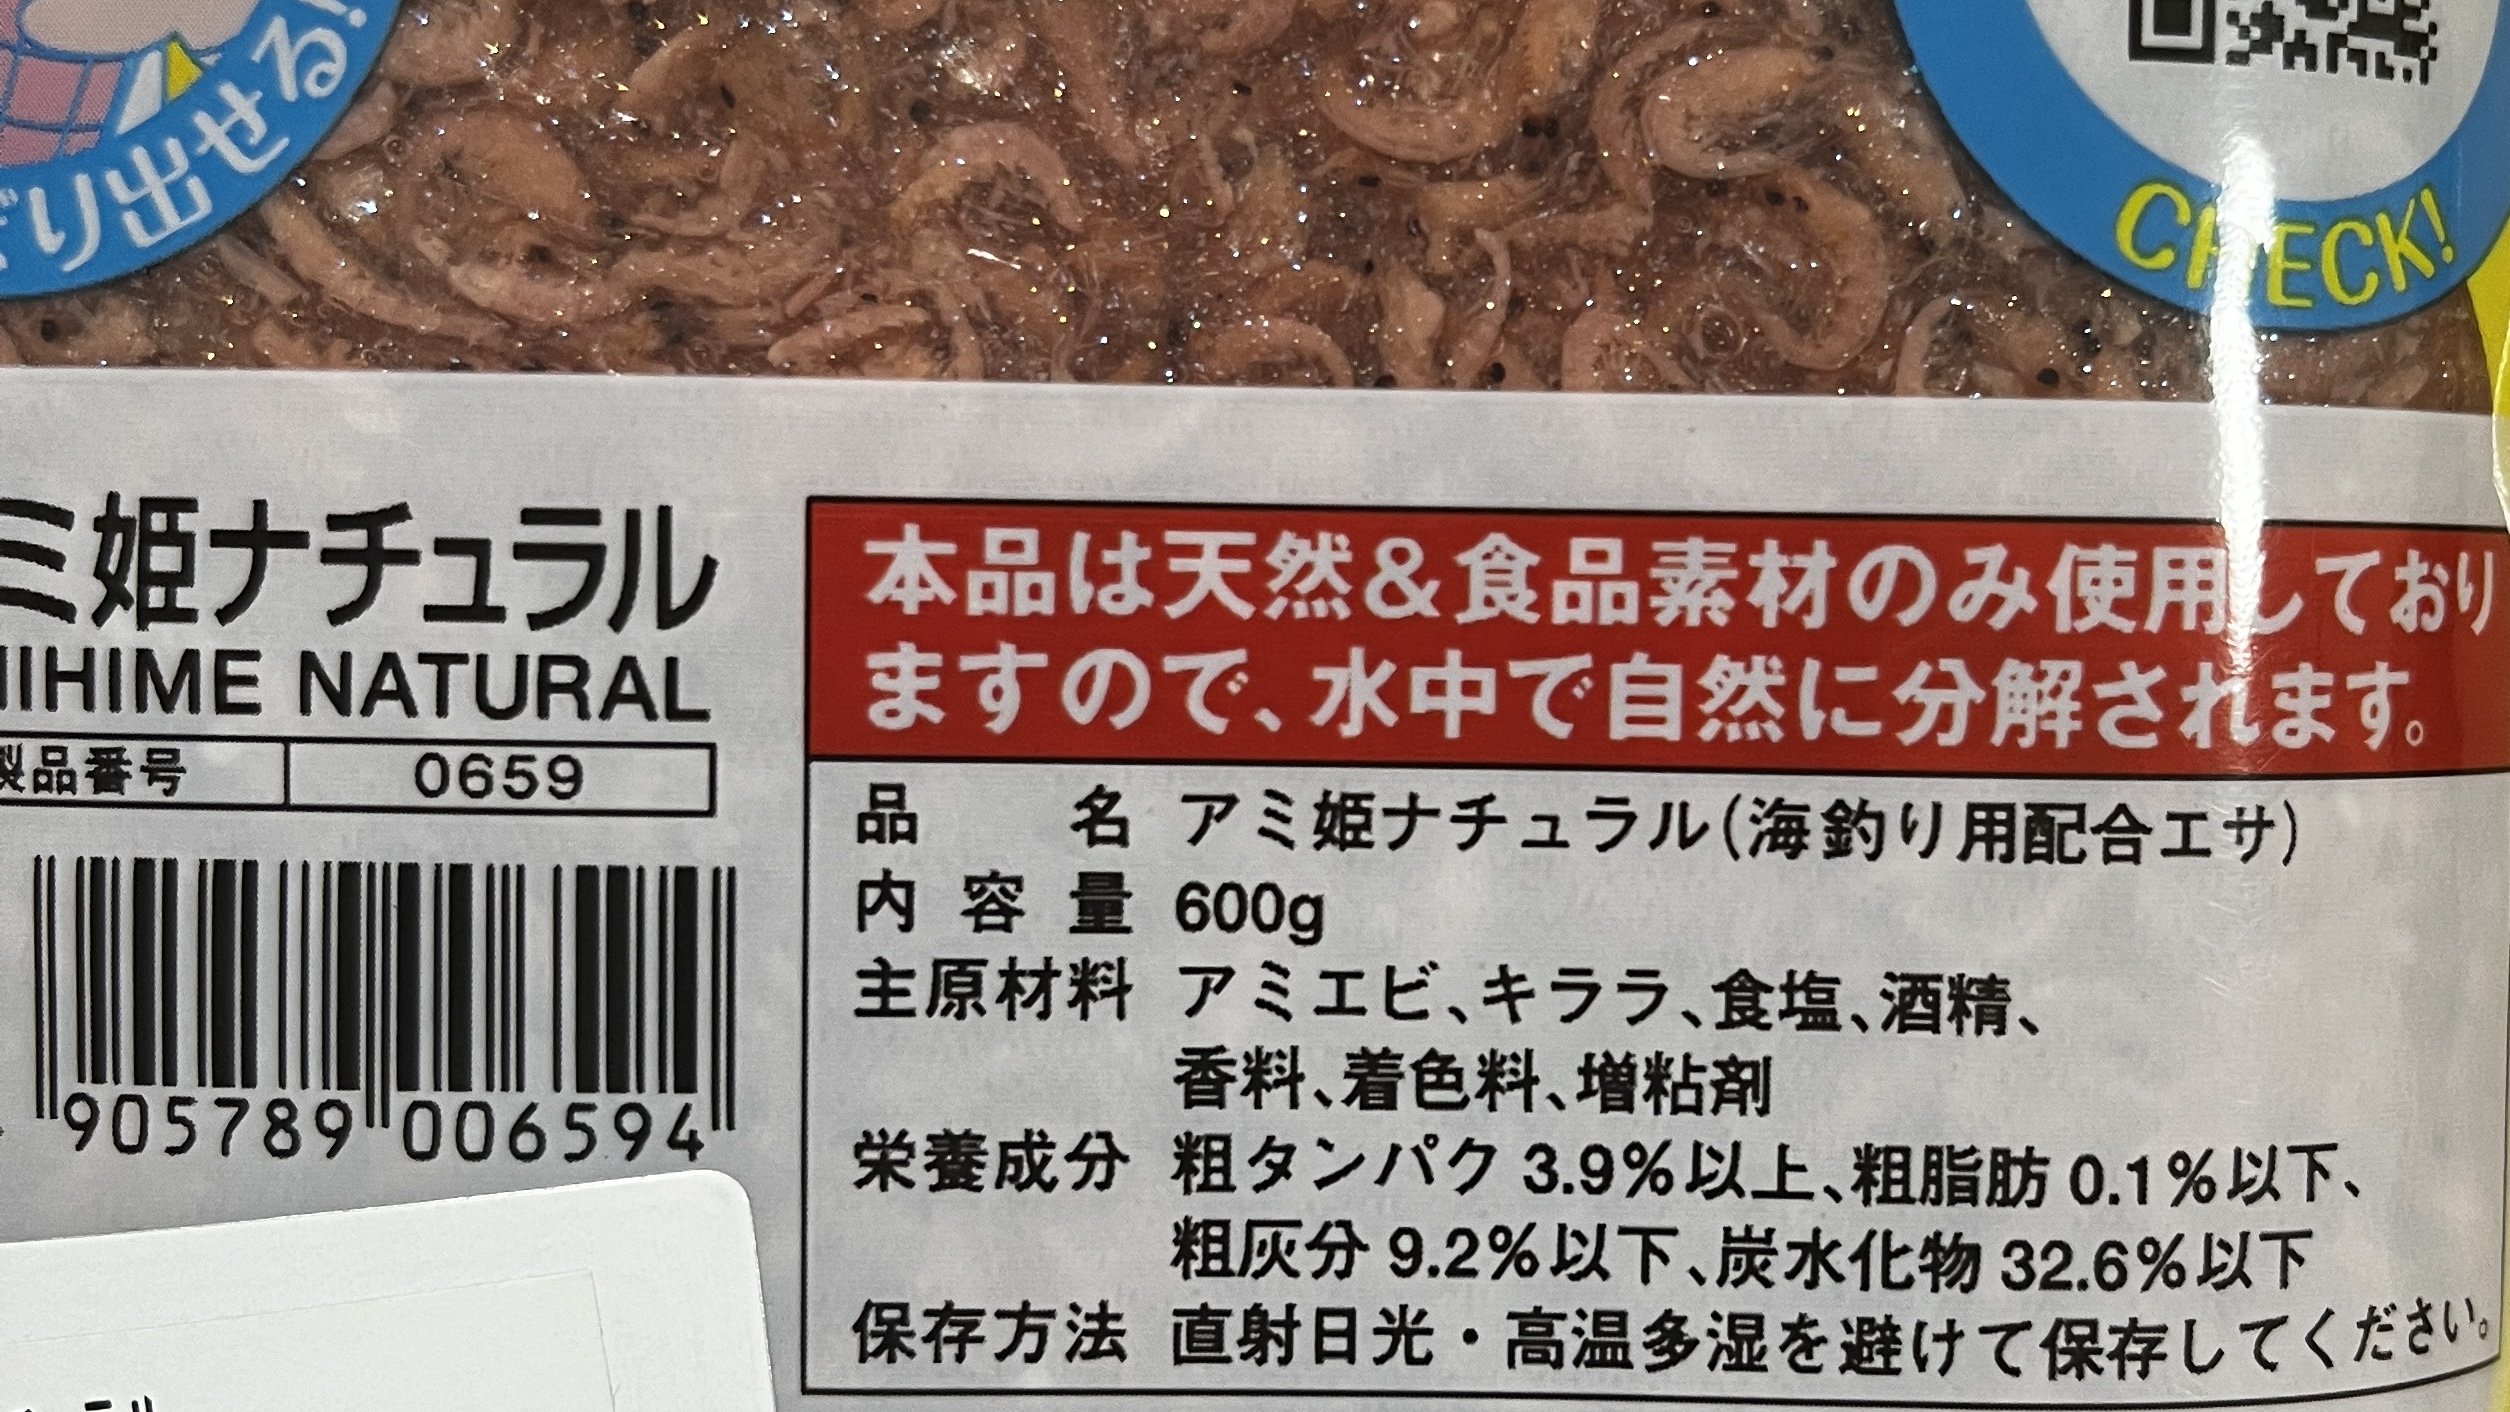 り出せる!
CHECK!
ミ姫ナチュラル
IHIME NATURAL
製品番号 0659
905789 006594
本品は天然&食品素材のみ使用しており
ますので、水中で自然に分解されます。
品名 アミ姫ナチュラル(海釣り用配合エサ)
内容量 600g
主原材料 アミエビ、キララ、食塩、酒精、
香料、着色料、増粘剤
栄養成分 粗タンパク 3.9%以上、粗脂肪 0.1%以下、
粗灰分 9.2%以下、炭水化物 32.6%以下
保存方法 直射日光・高温多湿を避けて保存してください。